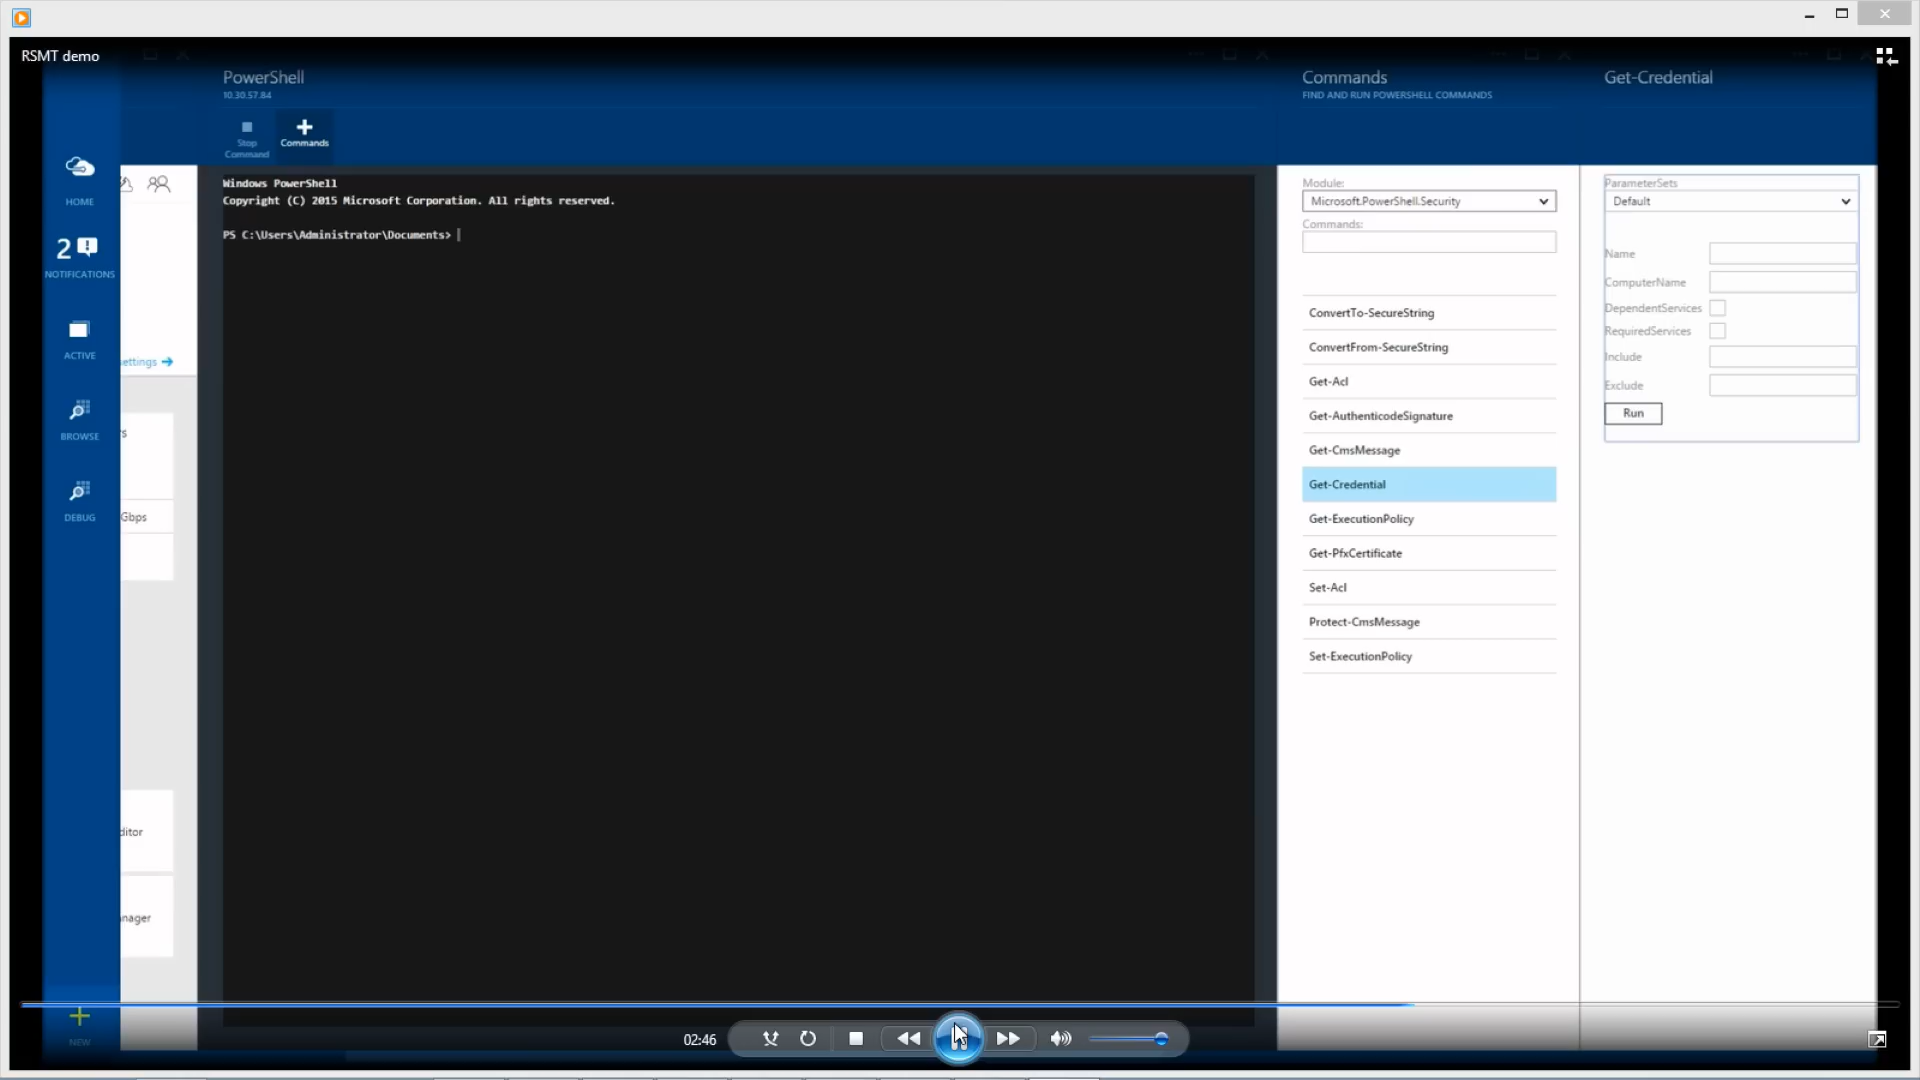 RSMT demo
PowerShell
10.30.57.84
Stop
Command
Commands
HOME
2
NOTIFICATIONS
ACTIVE
BROWSE
DEBUG
NEW
settings
Gbps
Windows PowerShell
Copyright (C) 2015 Microsoft Corporation. All rights reserved.
PS C:\Users\Administrator\Documents>
Commands
FIND AND RUN POWERSHELL COMMANDS
Module:
Microsoft.PowerShell.Security
Commands:
ConvertTo-SecureString
ConvertFrom-SecureString
Get-Acl
Get-AuthenticodeSignature
Get-CmsMessage
Get-Credential
Get-ExecutionPolicy
Get-PfxCertificate
Set-Acl
Protect-CmsMessage
Set-ExecutionPolicy
Get-Credential
ParameterSets
Default
Name
ComputerName
DependentServices
RequiredServices
Include
Exclude
Run
02:46